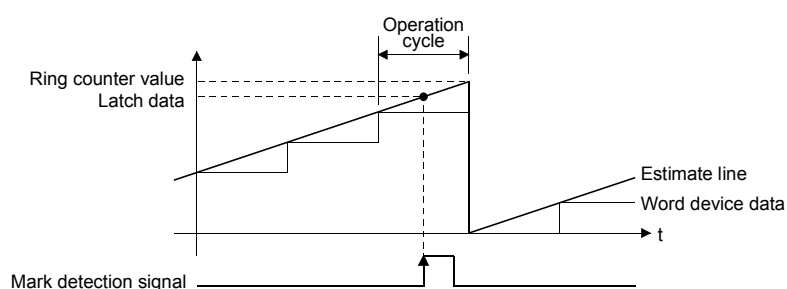 Operation
cycle
Ring counter value
Latch data
Estimate line
Word device data
t
Mark detection signal